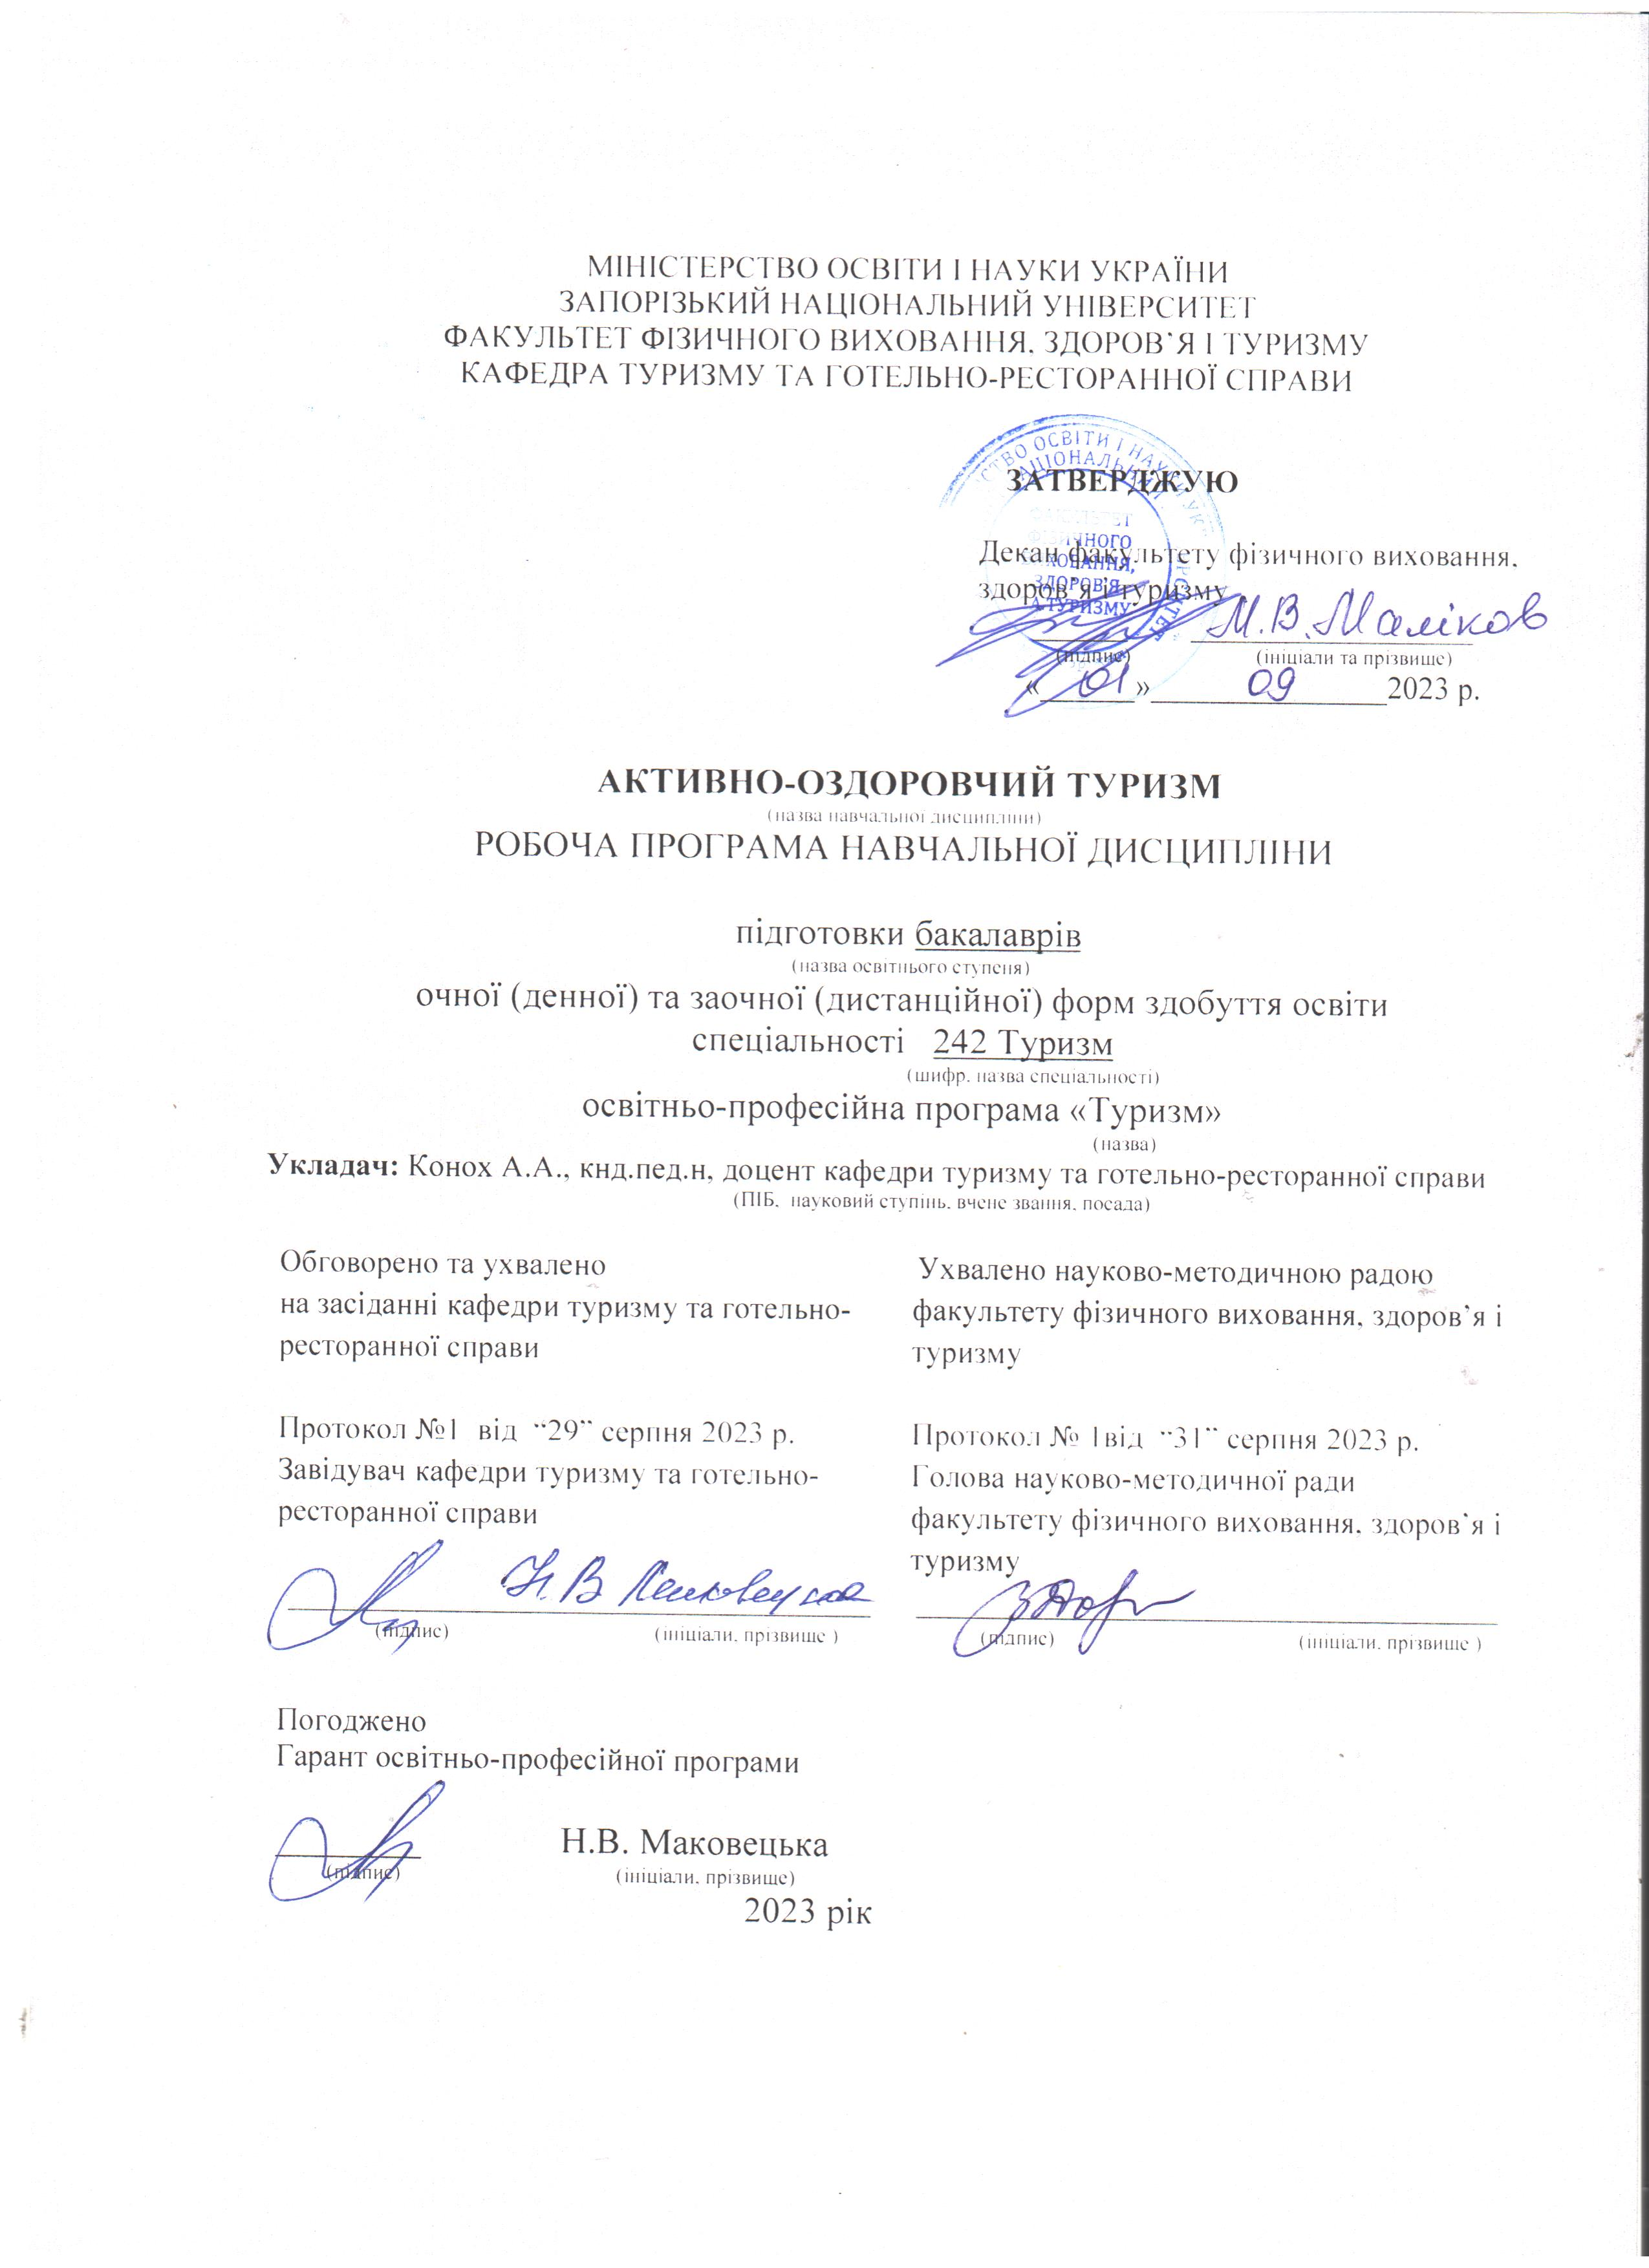 МІНІСТЕРСТВО ОСВІТИ І НАУКИ УКРАЇНИ
ЗАПОРІЗЬКИЙ НАЦІОНАЛЬНИЙ УНІВЕРСИТЕТ
ФАКУЛЬТЕТ ФІЗИЧНОГО ВИХОВАННЯ, ЗДОРОВ'Я І ТУРИЗМУ
КАФЕДРА ТУРИЗМУ ТА ГОТЕЛЬНО-РЕСТОРАННОЇ СПРАВИ
ЗАТВЕРДЖУЮ
Декан факультету фізичного виховання,
здоров'я і туризму
М.В. Маліков
(підпис) (ініціали та прізвище)
« 01 » 09 2023 р.
АКТИВНО-ОЗДОРОВЧИЙ ТУРИЗМ
(назва навчальної дисципліни)
РОБОЧА ПРОГРАМА НАВЧАЛЬНОЇ ДИСЦИПЛІНИ
підготовки бакалаврів
(назва освітнього ступеня)
очної (денної) та заочної (дистанційної) форм здобуття освіти
спеціальності 242 Туризм
(шифр, назва спеціальності)
освітньо-професійна програма «Туризм»
(назва)
Укладач: Конох А.А., кнд.пед.н, доцент кафедри туризму та готельно-ресторанної справи
(ПІБ, науковий ступінь, вчене звання, посада)
Обговорено та ухвалено
на засіданні кафедри туризму та готельно-
ресторанної справи
Протокол №1 від “29” серпня 2023 р.
Завідувач кафедри туризму та готельно-
ресторанної справи
Н.В Маковецька
(підпис) (ініціали, прізвище )
Ухвалено науково-методичною радою
факультету фізичного виховання, здоров'я і
туризму
Протокол № 1від “31” серпня 2023 р.
Голова науково-методичної ради
факультету фізичного виховання, здоров'я і
туризму
(підпис) (ініціали, прізвище )
Погоджено
Гарант освітньо-професійної програми
Н.В. Маковецька
(підпис) (ініціали, прізвище)
2023 рік